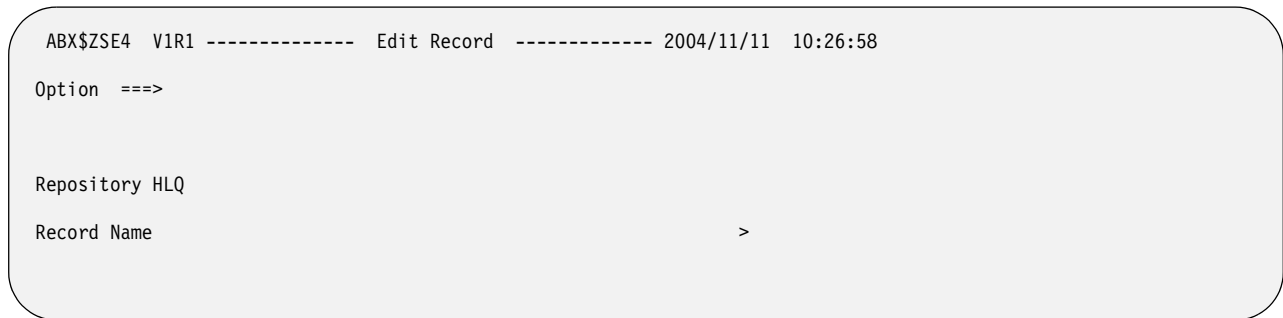 ABX$ZSE4  V1R1 --------------  Edit Record  ------------- 2004/11/11  10:26:58
Option  ===>
Repository HLQ
Record Name                                                              >